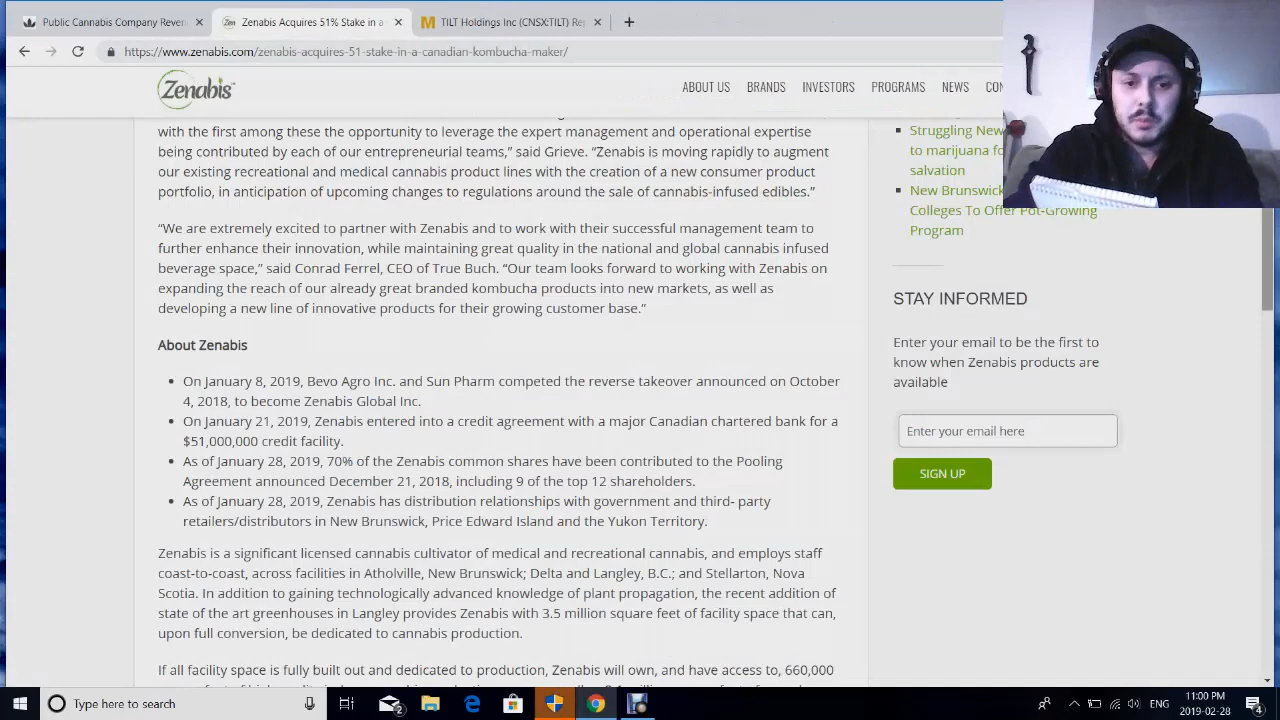 Public Cannabis Company Rever
Zenabis Acquires 51% Stake in a
TILT Holdings Inc (CNSX:TILT) Re
https://www.zenabis.com/zenabis-acquires-51-stake-in-a-canadian-kombucha-maker/
Zenabis
ABOUT US BRANDS INVESTORS PROGRAMS NEWS CON
with the first among these the opportunity to leverage the expert management and operational expertise
being contributed by each of our entrepreneurial teams,” said Grieve. “Zenabis is moving rapidly to augment
our existing recreational and medical cannabis product lines with the creation of a new consumer product
portfolio, in anticipation of upcoming changes to regulations around the sale of cannabis-infused edibles.”
“We are extremely excited to partner with Zenabis and to work with their successful management team to
further enhance their innovation, while maintaining great quality in the national and global cannabis infused
beverage space,” said Conrad Ferrel, CEO of True Buch. “Our team looks forward to working with Zenabis on
expanding the reach of our already great branded kombucha products into new markets, as well as
developing a new line of innovative products for their growing customer base.”
About Zenabis
On January 8, 2019, Bevo Agro Inc. and Sun Pharm competed the reverse takeover announced on October
4, 2018, to become Zenabis Global Inc.
On January 21, 2019, Zenabis entered into a credit agreement with a major Canadian chartered bank for a
$51,000,000 credit facility.
As of January 28, 2019, 70% of the Zenabis common shares have been contributed to the Pooling
Agreement announced December 21, 2018, including 9 of the top 12 shareholders.
As of January 28, 2019, Zenabis has distribution relationships with government and third- party
retailers/distributors in New Brunswick, Price Edward Island and the Yukon Territory.
Zenabis is a significant licensed cannabis cultivator of medical and recreational cannabis, and employs staff
coast-to-coast, across facilities in Atholville, New Brunswick; Delta and Langley, B.C.; and Stellarton, Nova
Scotia. In addition to gaining technologically advanced knowledge of plant propagation, the recent addition of
state of the art greenhouses in Langley provides Zenabis with 3.5 million square feet of facility space that can,
upon full conversion, be dedicated to cannabis production.
If all facility space is fully built out and dedicated to production, Zenabis will own, and have access to, 660,000
Struggling New
to marijuana fo
salvation
New Brunswick
Colleges To Offer Pot-Growing
Program
STAY INFORMED
Enter your email to be the first to
know when Zenabis products are
available
Enter your email here
SIGN UP
Type here to search
2
ENG
11:00 PM
2019-02-28
4